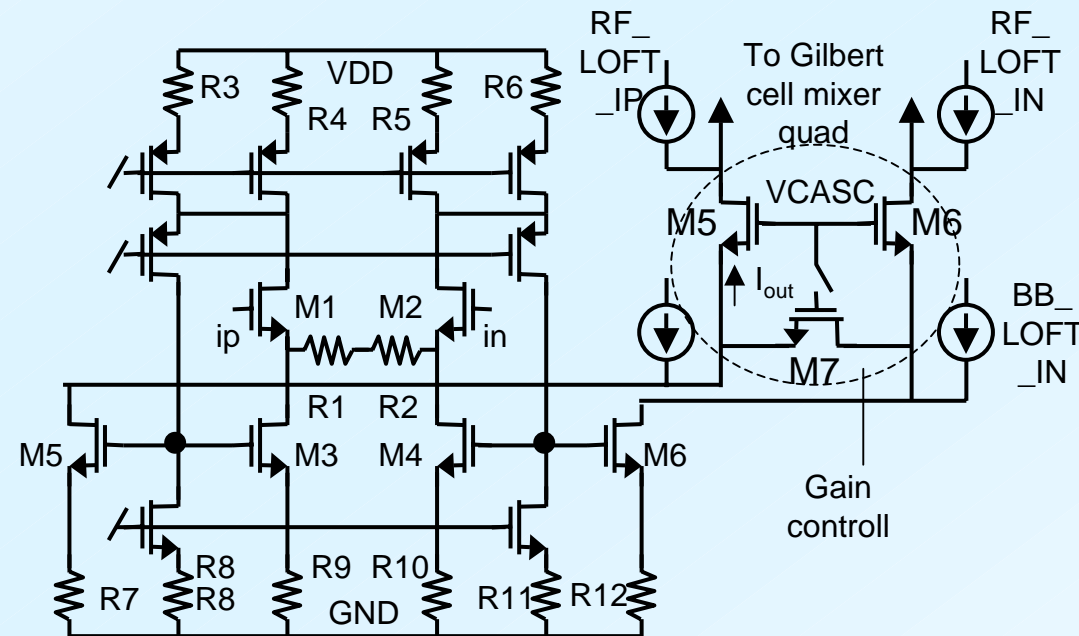 RF_
LOFT
_IP
To Gilbert
cell mixer
quad
RF_
LOFT
_IN
R3
VDD
R4
R5
R6
VCASC
M5
M6
I_out
M7
BB_
LOFT
_IN
ip
M1
M2
in
R1
R2
M5
M3
M4
M6
Gain
controll
R7
R8
R8
R9
R10
GND
R11
R12